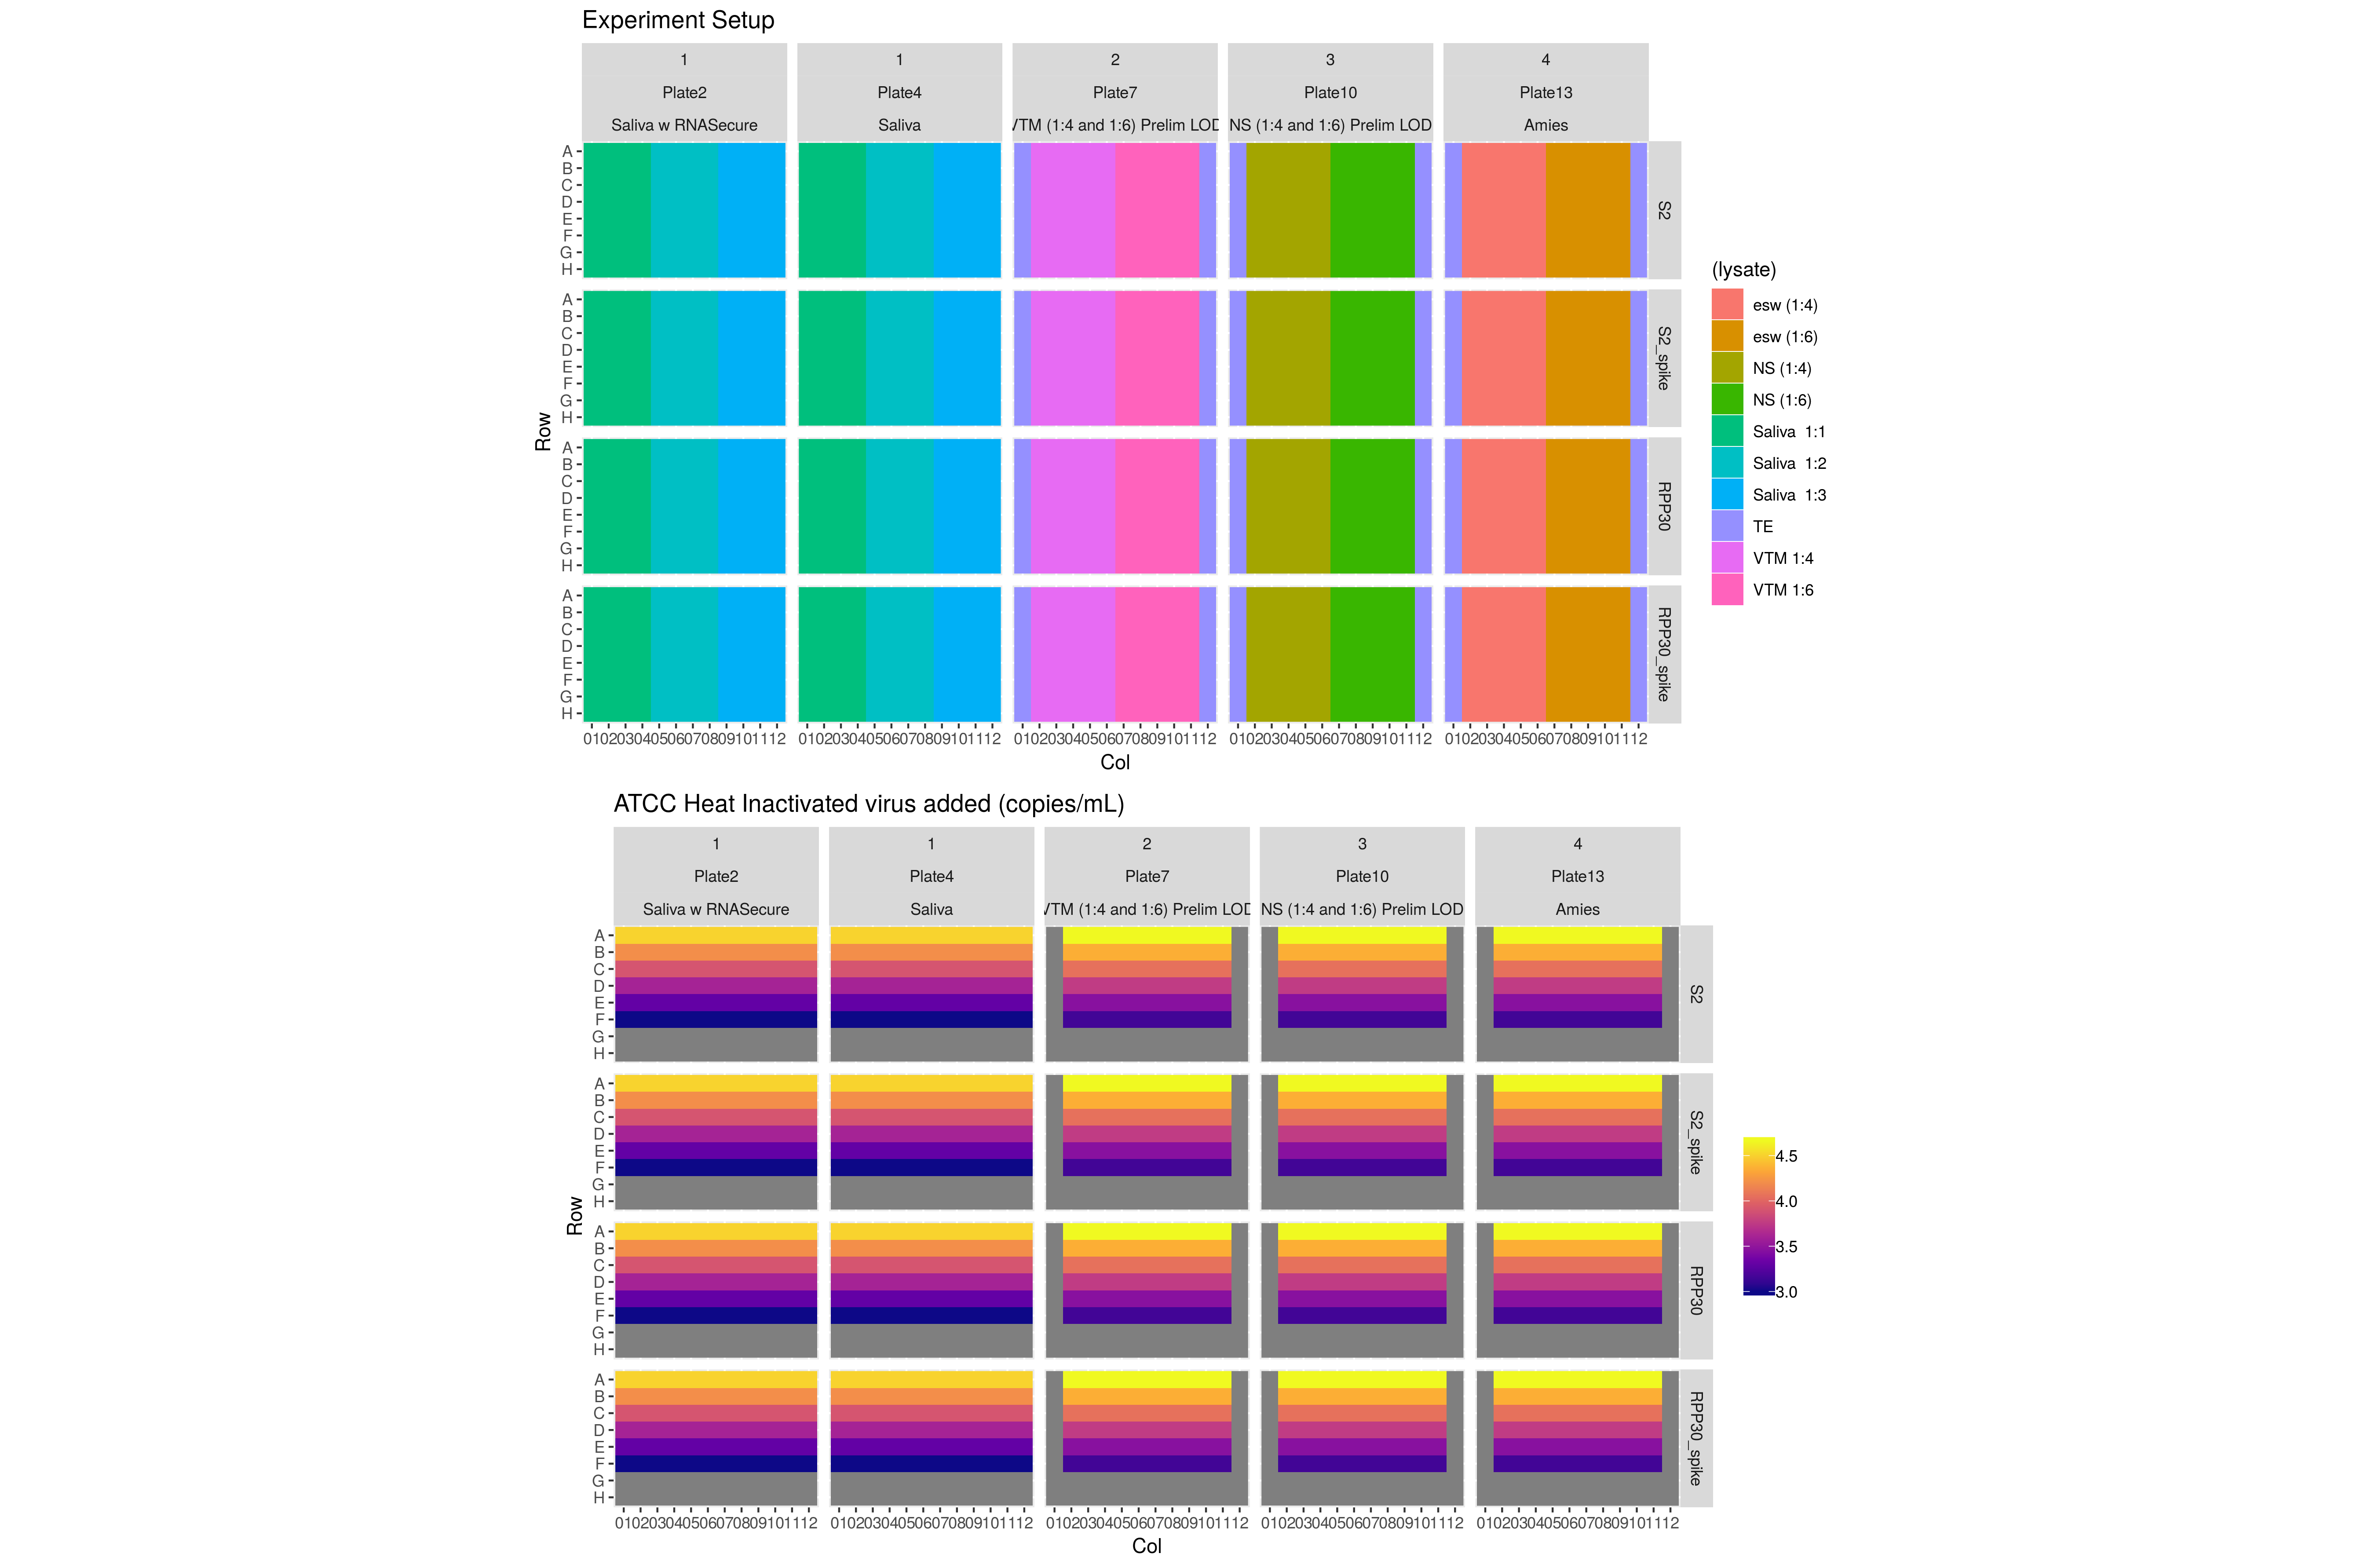 Experiment Setup
1 1 2 3 4
Plate2 Plate4 Plate7 Plate10 Plate13
Saliva w RNASecure Saliva VTM (1:4 and 1:6) Prelim LOD NS (1:4 and 1:6) Prelim LOD Amies
A
B
C
D
E
F
G
H
S2
A
B
C
D
E
F
G
H
S2_spike
Row
A
B
C
D
E
F
G
H
RPP30
A
B
C
D
E
F
G
H
RPP30_spike
010203040506070809101112 010203040506070809101112 010203040506070809101112 010203040506070809101112 010203040506070809101112
Col
(lysate)
esw (1:4)
esw (1:6)
NS (1:4)
NS (1:6)
Saliva 1:1
Saliva 1:2
Saliva 1:3
TE
VTM 1:4
VTM 1:6
ATCC Heat Inactivated virus added (copies/mL)
1 1 2 3 4
Plate2 Plate4 Plate7 Plate10 Plate13
Saliva w RNASecure Saliva VTM (1:4 and 1:6) Prelim LOD NS (1:4 and 1:6) Prelim LOD Amies
A
B
C
D
E
F
G
H
S2
A
B
C
D
E
F
G
H
S2_spike
Row
A
B
C
D
E
F
G
H
RPP30
A
B
C
D
E
F
G
H
RPP30_spike
010203040506070809101112 010203040506070809101112 010203040506070809101112 010203040506070809101112 010203040506070809101112
Col
4.5
4.0
3.5
3.0